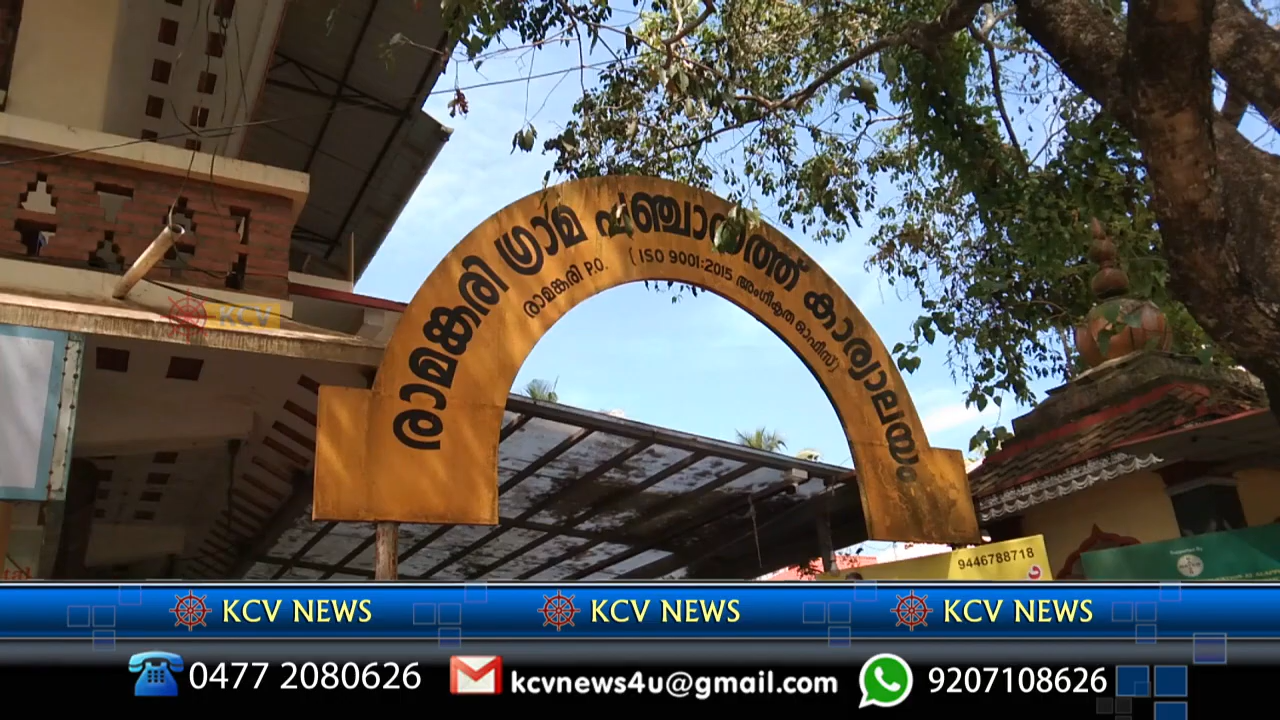 രാമങ്കരി ഗ്രാമ പഞ്ചായത്ത് കാര്യാലയം
രാമങ്കരി P.O. (ISO 9001:2015 അംഗീകൃത ഓഫീസ്)
KCV
9446788718
KCV NEWS KCV NEWS KCV NEWS
0477 2080626 kcvnews4u@gmail.com 9207108626